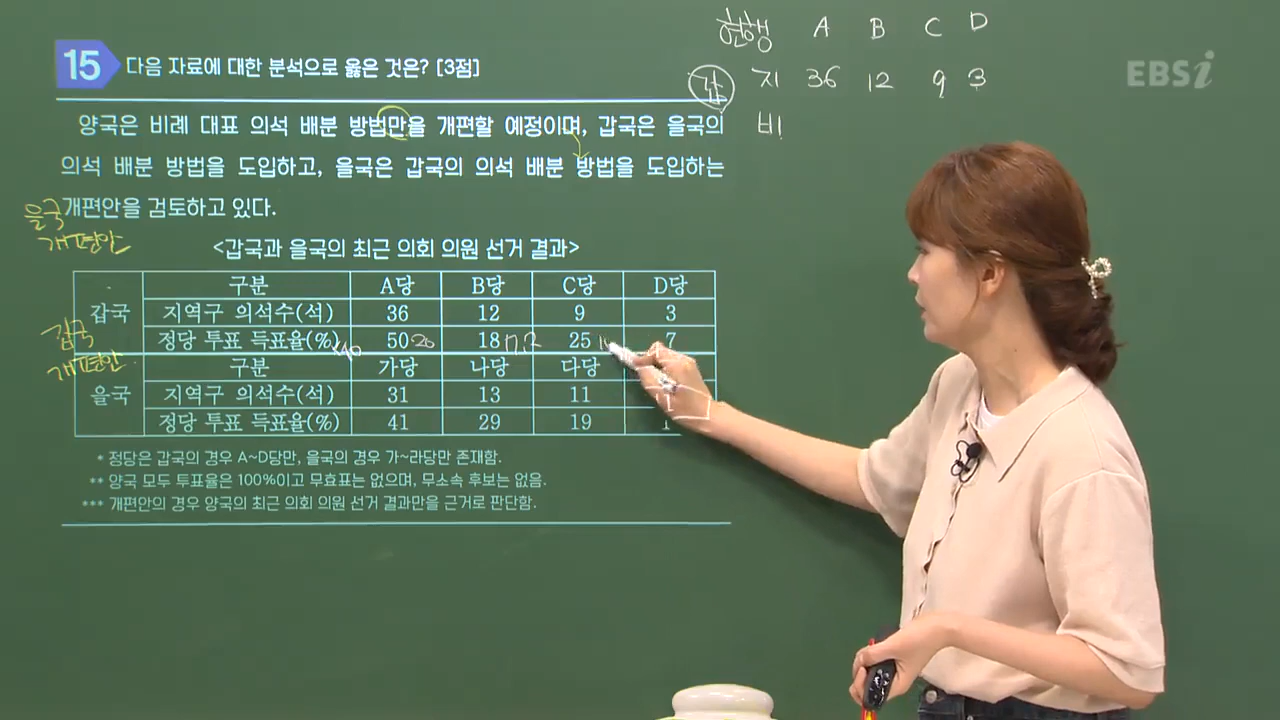 현행 A B C D
갑 지 36 12 9 3
비
EBSi
15 다음 자료에 대한 분석으로 옳은 것은? [3점]
양국은 비례 대표 의석 배분 방법만을 개편할 예정이며, 갑국은 을국의
의석 배분 방법을 도입하고, 을국은 갑국의 의석 배분 방법을 도입하는
개편안을 검토하고 있다.
을국
개편안
<갑국과 을국의 최근 의회 의원 선거 결과>
갑국 구분 A당 B당 C당 D당
지역구 의석수(석) 36 12 9 3
정당 투표 득표율(%) 50 20 18 25 7
갑국
개편안
을국 구분 가당 나당 다당
지역구 의석수(석) 31 13 11
정당 투표 득표율(%) 41 29 19
* 정당은 갑국의 경우 A~D당만, 을국의 경우 가~라당만 존재함.
** 양국 모두 투표율은 100%이고 무효표는 없으며, 무소속 후보는 없음.
*** 개편안의 경우 양국의 최근 의회 의원 선거 결과만을 근거로 판단함.